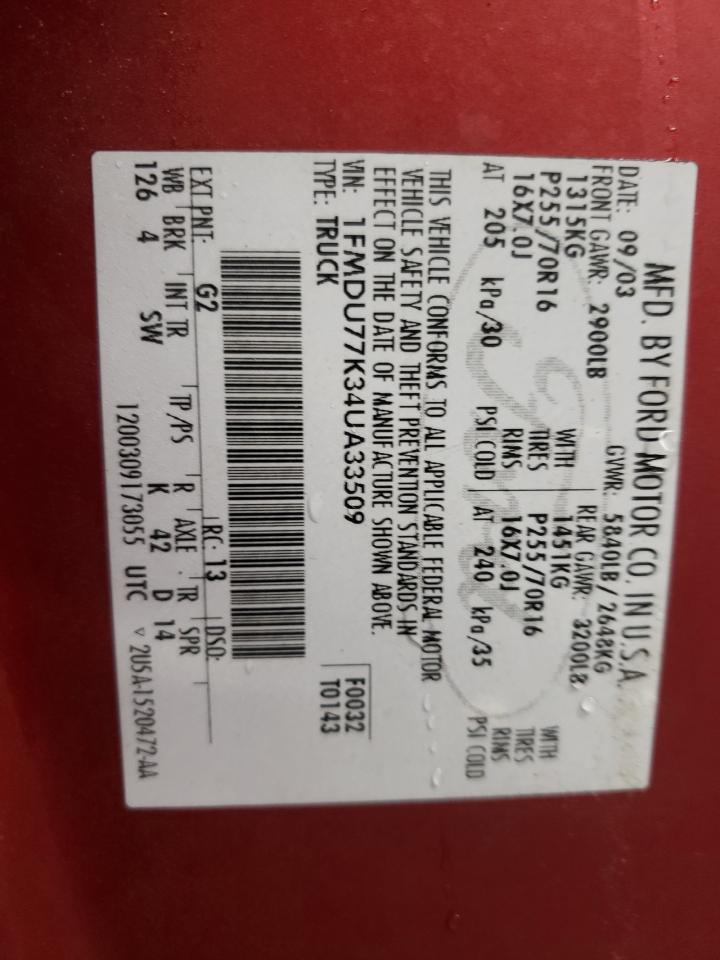 MFD. BY FORD MOTOR CO. IN U.S.A.
DATE: 09/03 GVWR: 5840LB / 2648KG
FRONT GAWR: 2900LB REAR GAWR: 3200LB
1315KG WITH 1451KG WITH
P255/70R16 TIRES P255/70R16 TIRES
16X7.0J RIMS 16X7.0J RIMS
AT 205 kPa/30 PSI COLD AT 240 kPa/35 PSI COLD
THIS VEHICLE CONFORMS TO ALL APPLICABLE FEDERAL MOTOR
VEHICLE SAFETY AND THEFT PREVENTION STANDARDS IN
EFFECT ON THE DATE OF MANUFACTURE SHOWN ABOVE.
VIN: 1FMDU77K34UA33509 F0032
TYPE: TRUCK T0143
EXT PNT: G2 RC: 13 DSO:
WB BRK INT TR TP/PS R AXLE TR SPR
126 4 SW K 42 D 14
1200309173055 UTC ▽ 2U5A-1520472-AA